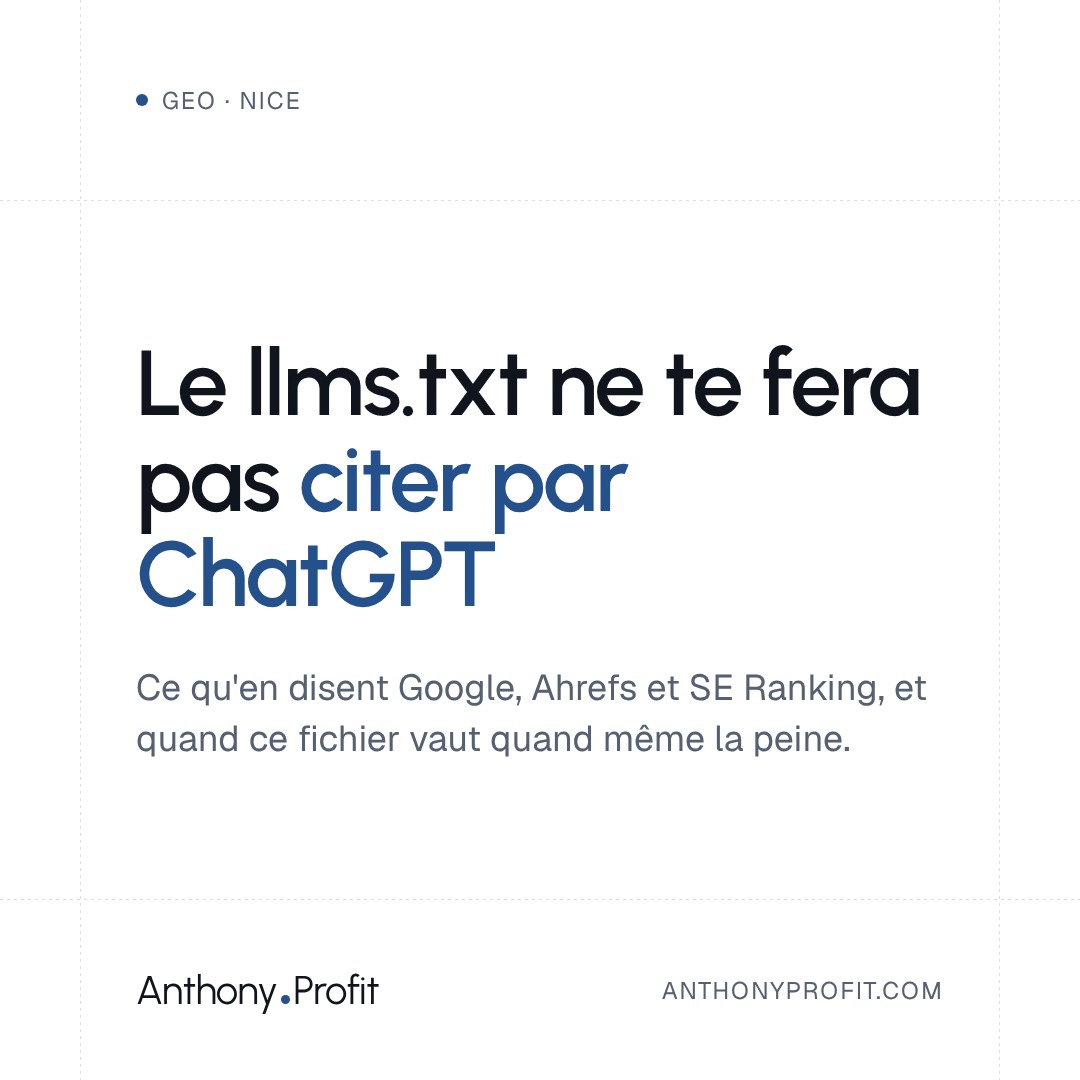 GEO · NICE
Le llms.txt ne te fera
pas citer par
ChatGPT
Ce qu'en disent Google, Ahrefs et SE Ranking, et
quand ce fichier vaut quand même la peine.
Anthony.Profit
ANTHONYPROFIT.COM